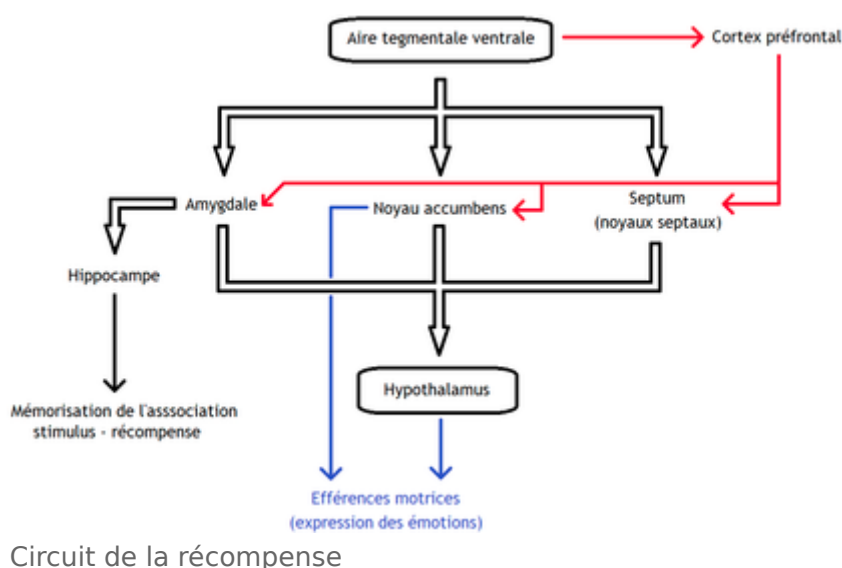 Aire tegmentale ventrale
Cortex préfrontal
Amygdale
Noyau accumbens
Septum
(noyaux septaux)
Hippocampe
Hypothalamus
Mémorisation de l'asssociation
stimulus - récompense
Efférences motrices
(expression des émotions)
Circuit de la récompense